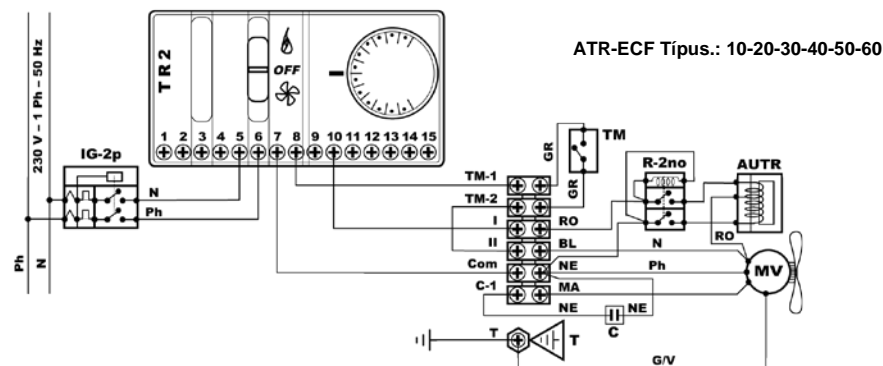 ATR-ECF Típus.: 10-20-30-40-50-60
230 V – 1 Ph – 50 Hz
TR2
OFF
1 2 3 4 5 6 7 8 9 10 11 12 13 14 15
IG-2p
N
Ph
Ph
N
TM
GR
GR
TM-1
TM-2
I
II
Com
C-1
RO
BL
NE
MA
R-2no
AUTR
RO
N
Ph
MV
NE
NE
C
T
T
G/V